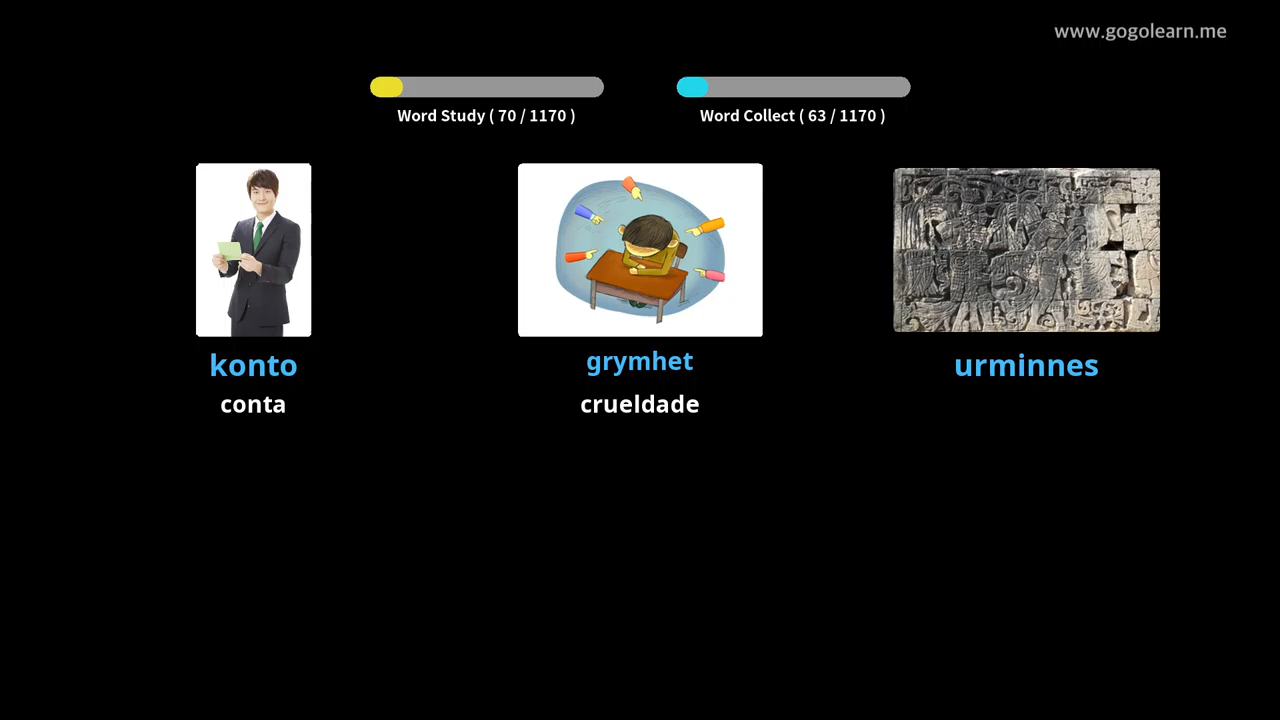 www.gogolearn.me
Word Study ( 70 / 1170 )
Word Collect ( 63 / 1170 )
konto
grymhet
urminnes
conta
crueldade